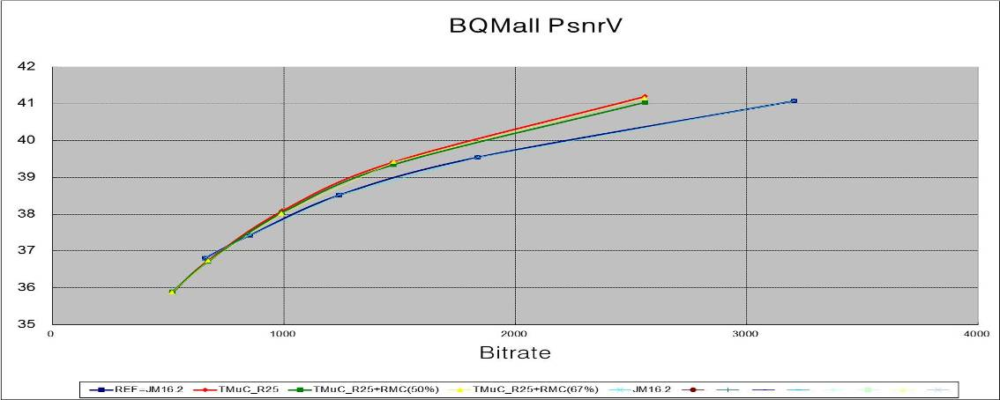 BQMall PsnrV
42
41
40
39
38
37
36
35
0 1000 2000 3000 4000
Bitrate
REF=JM16.2 TMuC_R25 TMuC_R25+RMC(50%) TMuC_R25+RMC(67%) JM16.2